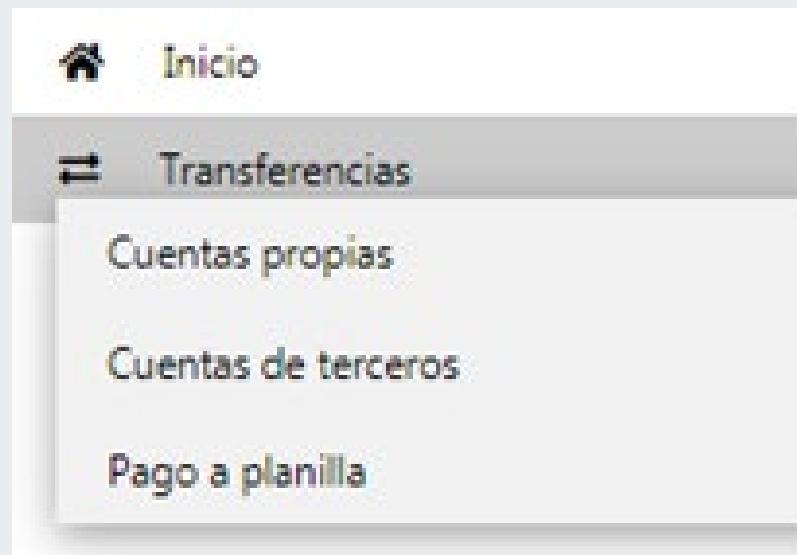 Inicio
Transferencias
Cuentas propias
Cuentas de terceros
Pago a planilla